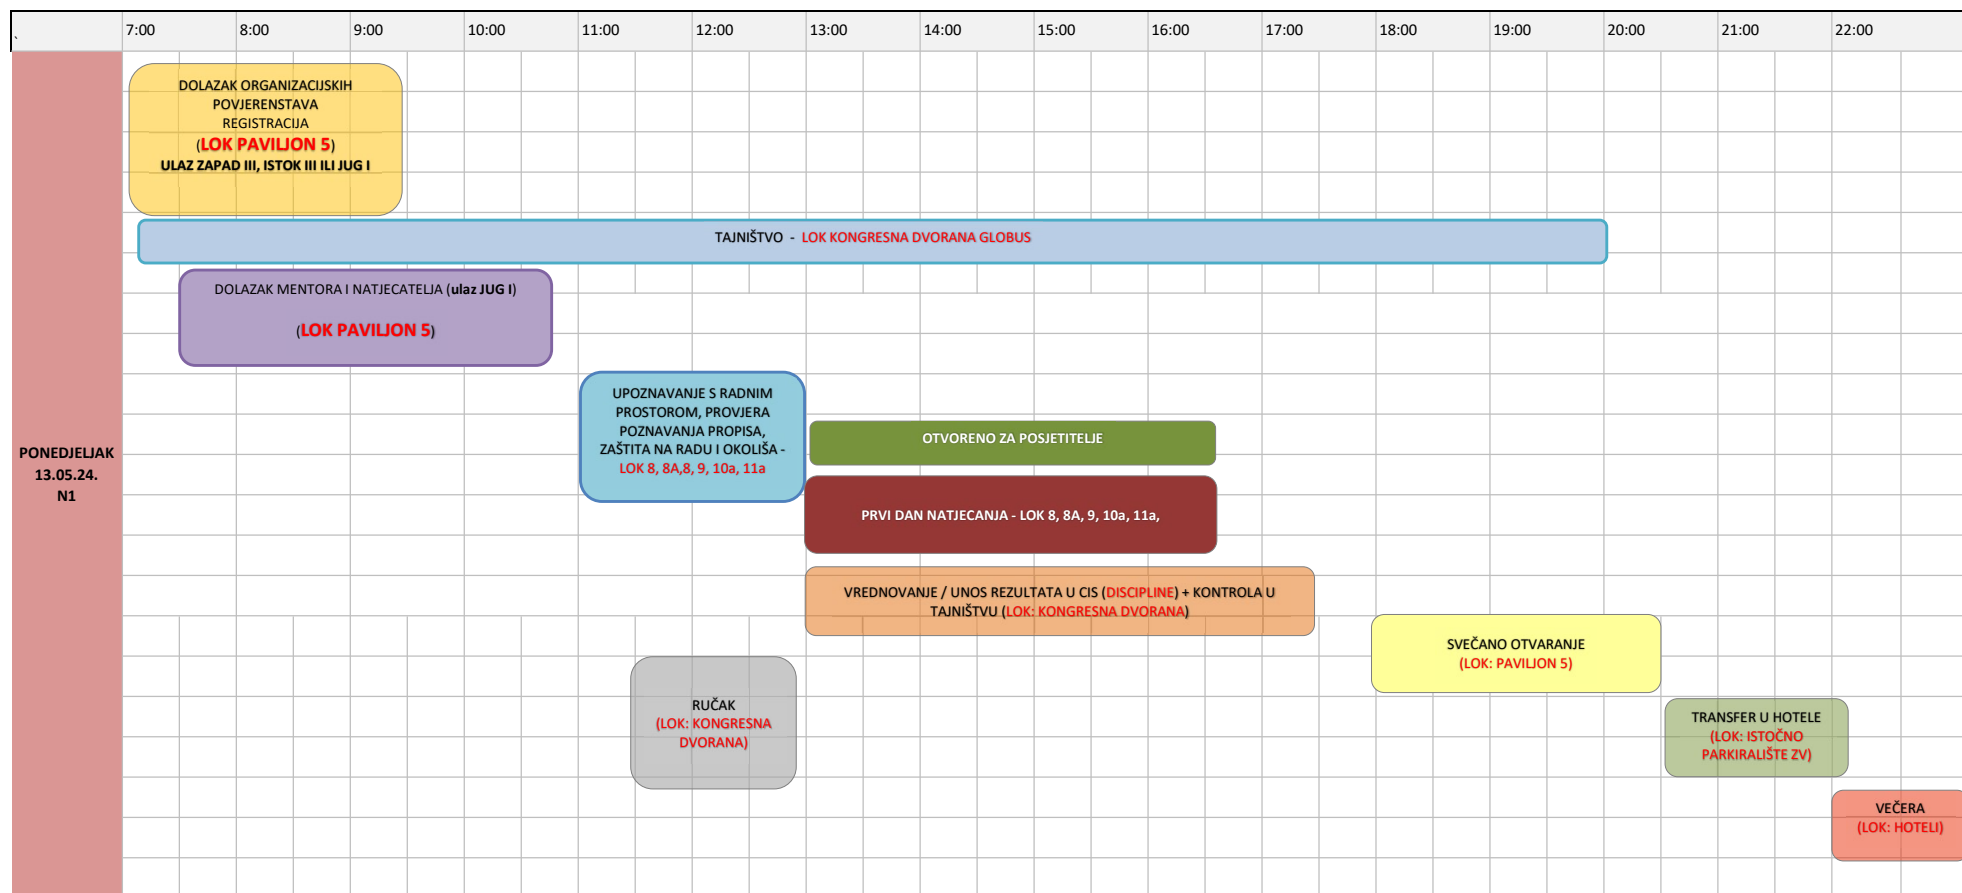 ` 7:00 8:00 9:00 10:00 11:00 12:00 13:00 14:00 15:00 16:00 17:00 18:00 19:00 20:00 21:00 22:00
DOLAZAK ORGANIZACIJSKIH
POVJERENSTAVA
REGISTRACIJA
(LOK PAVILJON 5)
ULAZ ZAPAD III, ISTOK III ILI JUG I
TAJNIŠTVO - LOK KONGRESNA DVORANA GLOBUS
DOLAZAK MENTORA I NATJECATELJA (ulaz JUG I)
(LOK PAVILJON 5)
UPOZNAVANJE S RADNIM
PROSTOROM, PROVJERA
POZNAVANJA PROPISA,
ZAŠTITA NA RADU I OKOLIŠA -
LOK 8, 8A,8, 9, 10a, 11a
OTVORENO ZA POSJETITELJE
PONEDJELJAK
13.05.24.
N1
PRVI DAN NATJECANJA - LOK 8, 8A, 9, 10a, 11a,
VREDNOVANJE / UNOS REZULTATA U CIS (DISCIPLINE) + KONTROLA U
TAJNIŠTVU (LOK: KONGRESNA DVORANA)
SVEČANO OTVARANJE
(LOK: PAVILJON 5)
RUČAK
(LOK: KONGRESNA
DVORANA)
TRANSFER U HOTELE
(LOK: ISTOČNO
PARKIRALIŠTE ZV)
VEČERA
(LOK: HOTELI)